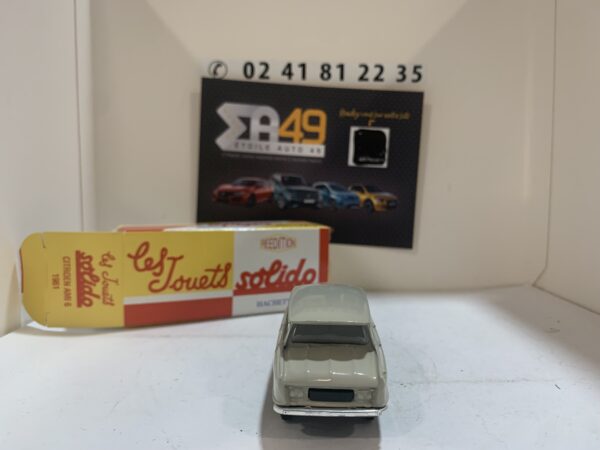 ✆ 02 41 81 22 35
EA49
ETOILE AUTO 49
REEDITION
Les Jouets
solido
HACHETTE
Les Jouets
solido
CITROEN AMI 6
1961